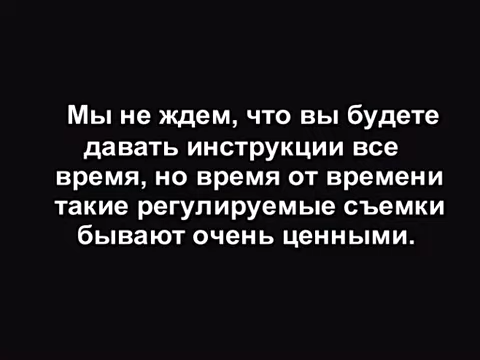 Мы не ждем, что вы будете
давать инструкции все
время, но время от времени
такие регулируемые съемки
бывают очень ценными.